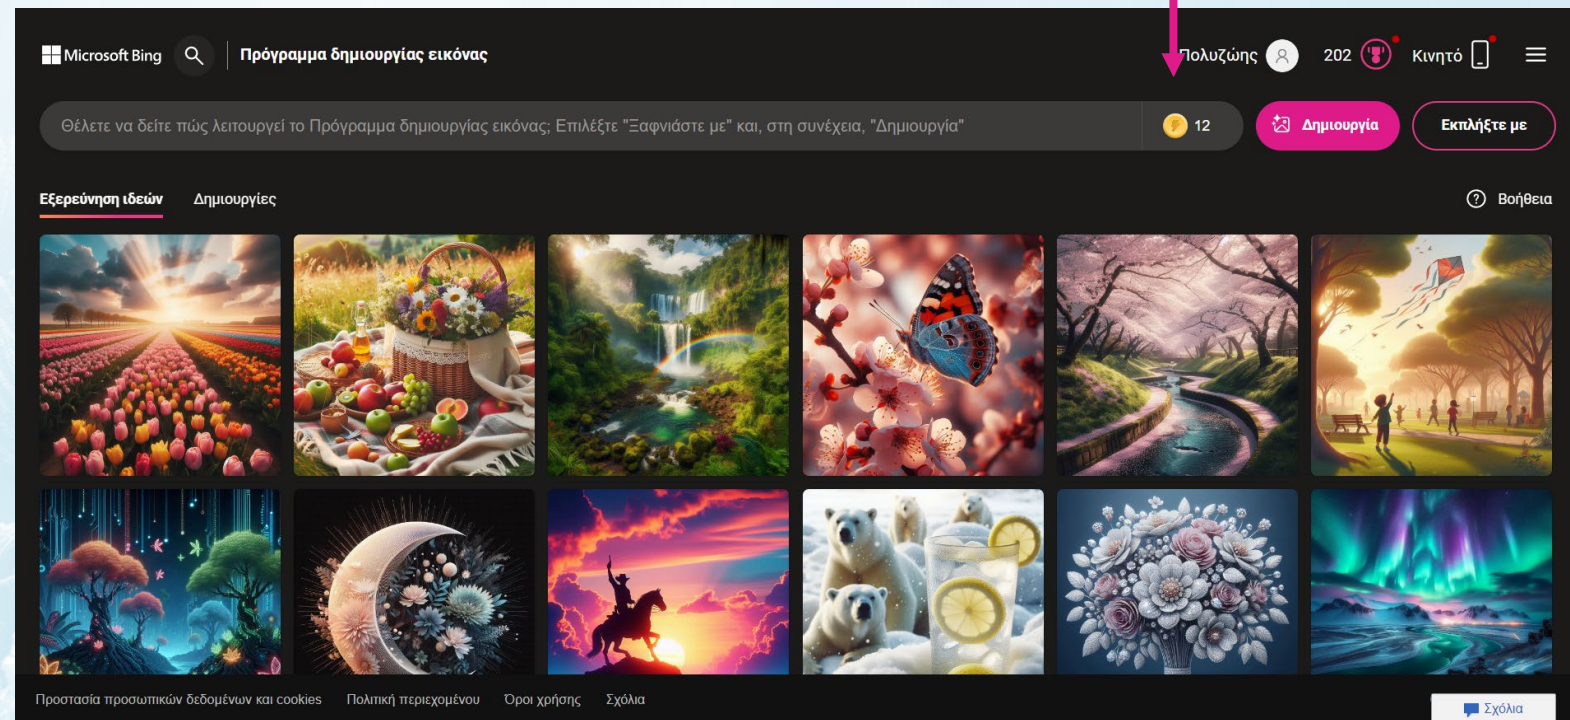 Microsoft Bing
Πρόγραμμα δημιουργίας εικόνας
Πολυζώης
202
Κινητό
Θέλετε να δείτε πώς λειτουργεί το Πρόγραμμα δημιουργίας εικόνας; Επιλέξτε "Ξαφνιάστε με" και, στη συνέχεια, "Δημιουργία"
12
Δημιουργία
Εκπλήξτε με
Εξερεύνηση ιδεών
Δημιουργίες
Βοήθεια
Προστασία προσωπικών δεδομένων και cookies
Πολιτική περιεχομένου
Όροι χρήσης
Σχόλια
Σχόλια